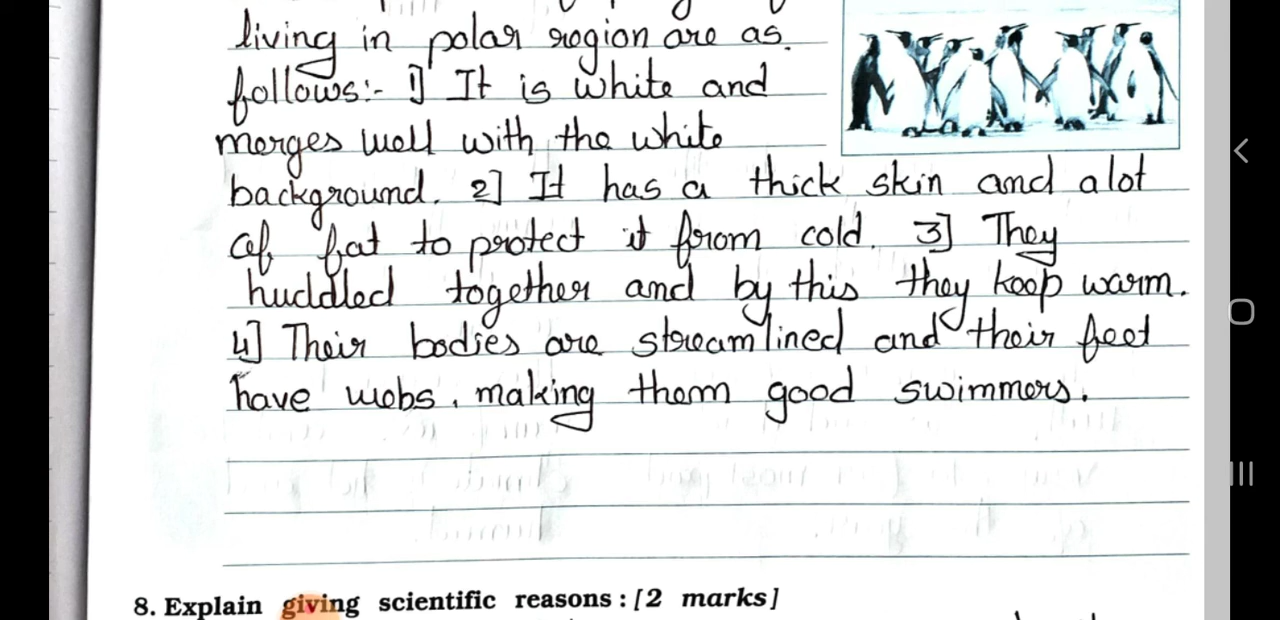 living in polar region are as
follows:- 1] It is white and
merges well with the white
background. 2] It has a thick skin and a lot
of fat to protect it from cold. 3] They
huddled together and by this they keep warm.
4] Their bodies are streamlined and their feet
have webs, making them good swimmers.
8. Explain giving scientific reasons : [2 marks]